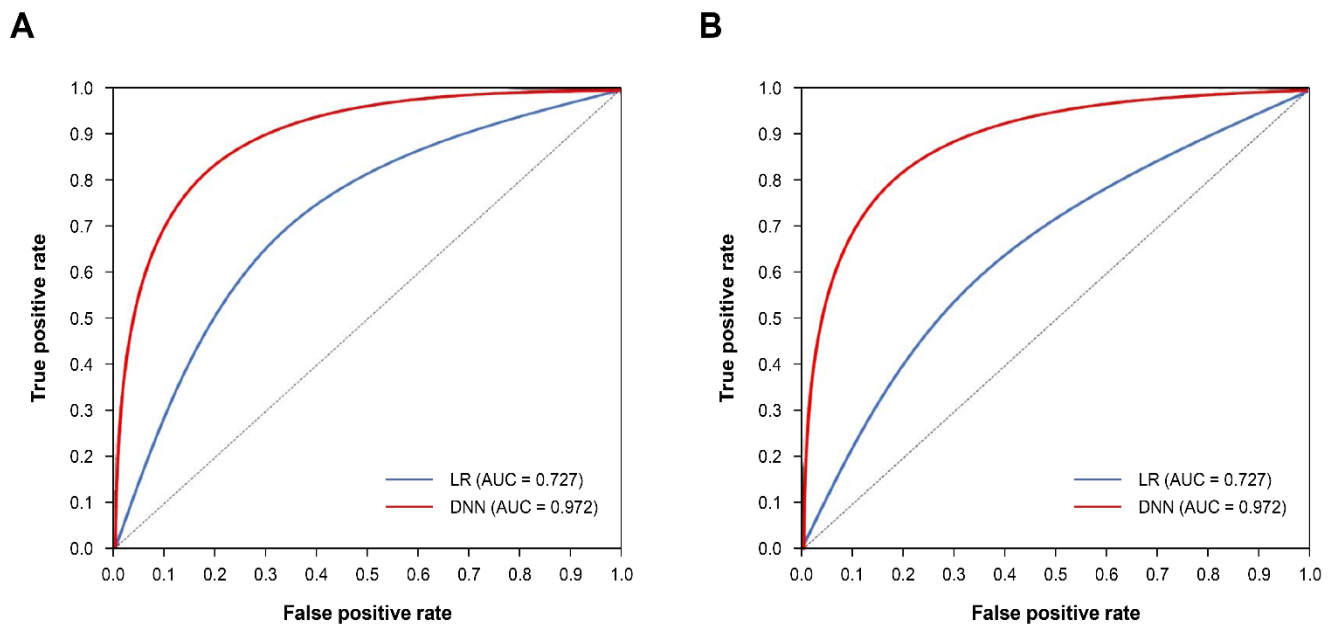 A
B
1.0
0.9
0.8
0.7
0.6
0.5
0.4
0.3
0.2
0.1
0.0
True positive rate
LR (AUC = 0.727)
DNN (AUC = 0.972)
0.0 0.1 0.2 0.3 0.4 0.5 0.6 0.7 0.8 0.9 1.0
False positive rate
1.0
0.9
0.8
0.7
0.6
0.5
0.4
0.3
0.2
0.1
0.0
True positive rate
LR (AUC = 0.727)
DNN (AUC = 0.972)
0.0 0.1 0.2 0.3 0.4 0.5 0.6 0.7 0.8 0.9 1.0
False positive rate